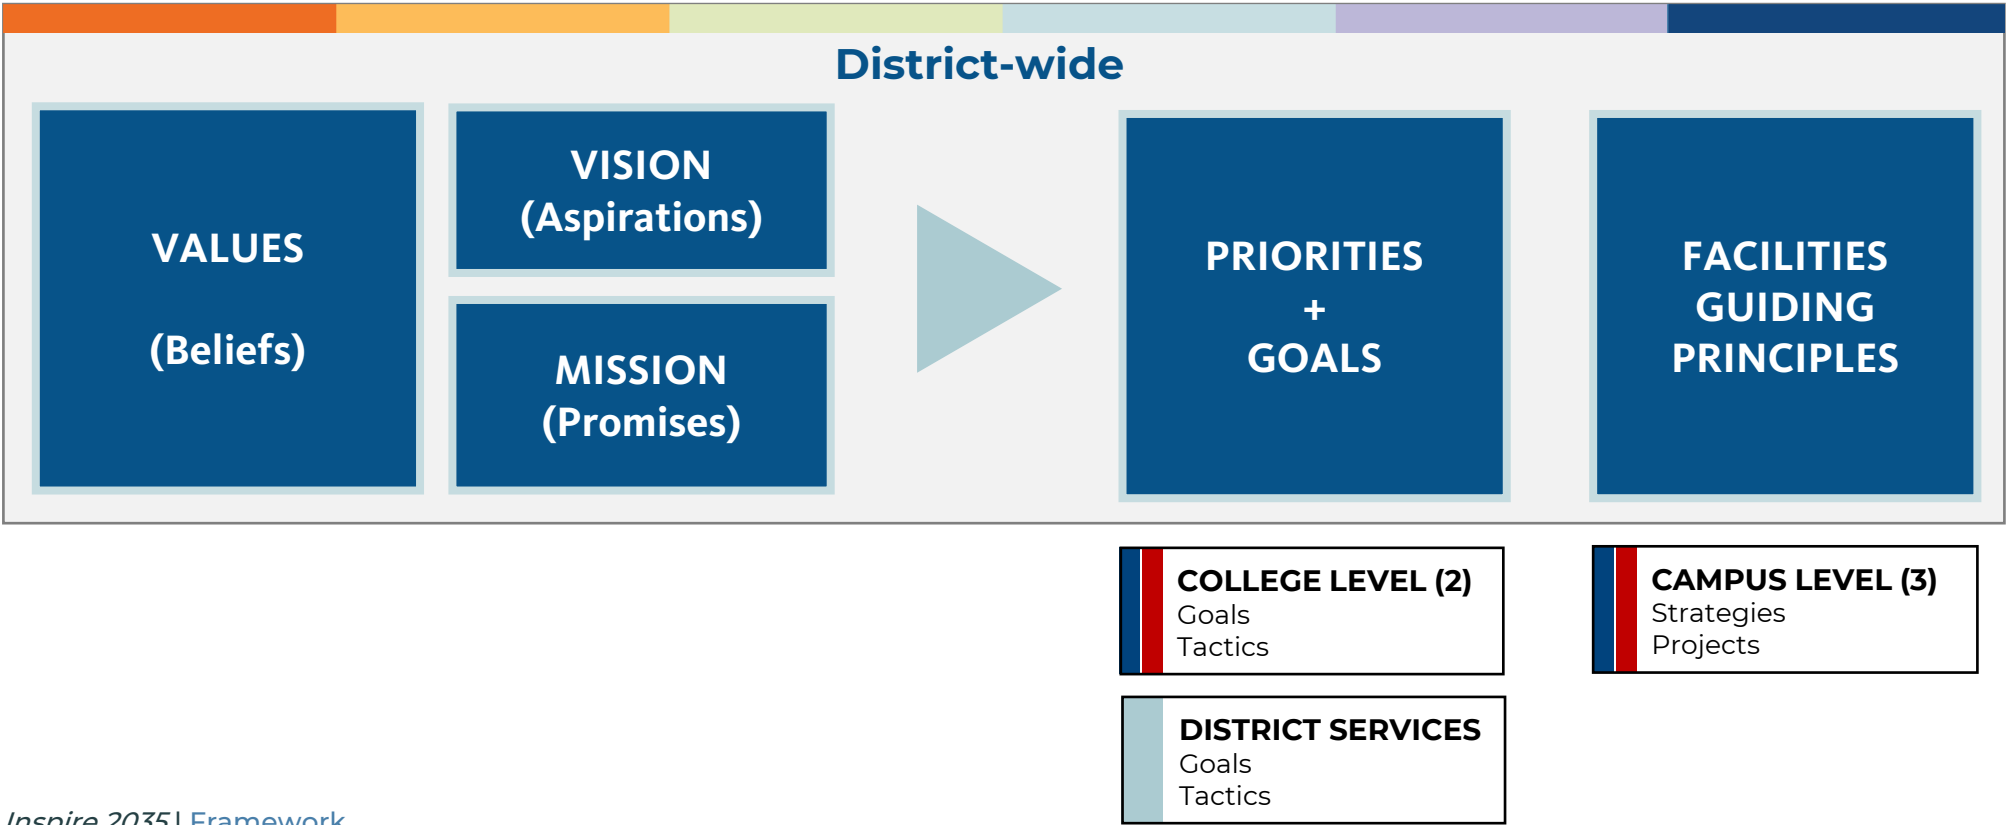 District-wide
VALUES
(Beliefs)
VISION
(Aspirations)
MISSION
(Promises)
PRIORITIES
+
GOALS
FACILITIES
GUIDING
PRINCIPLES
COLLEGE LEVEL (2)
Goals
Tactics
CAMPUS LEVEL (3)
Strategies
Projects
DISTRICT SERVICES
Goals
Tactics
Inspire 2035 | Framework